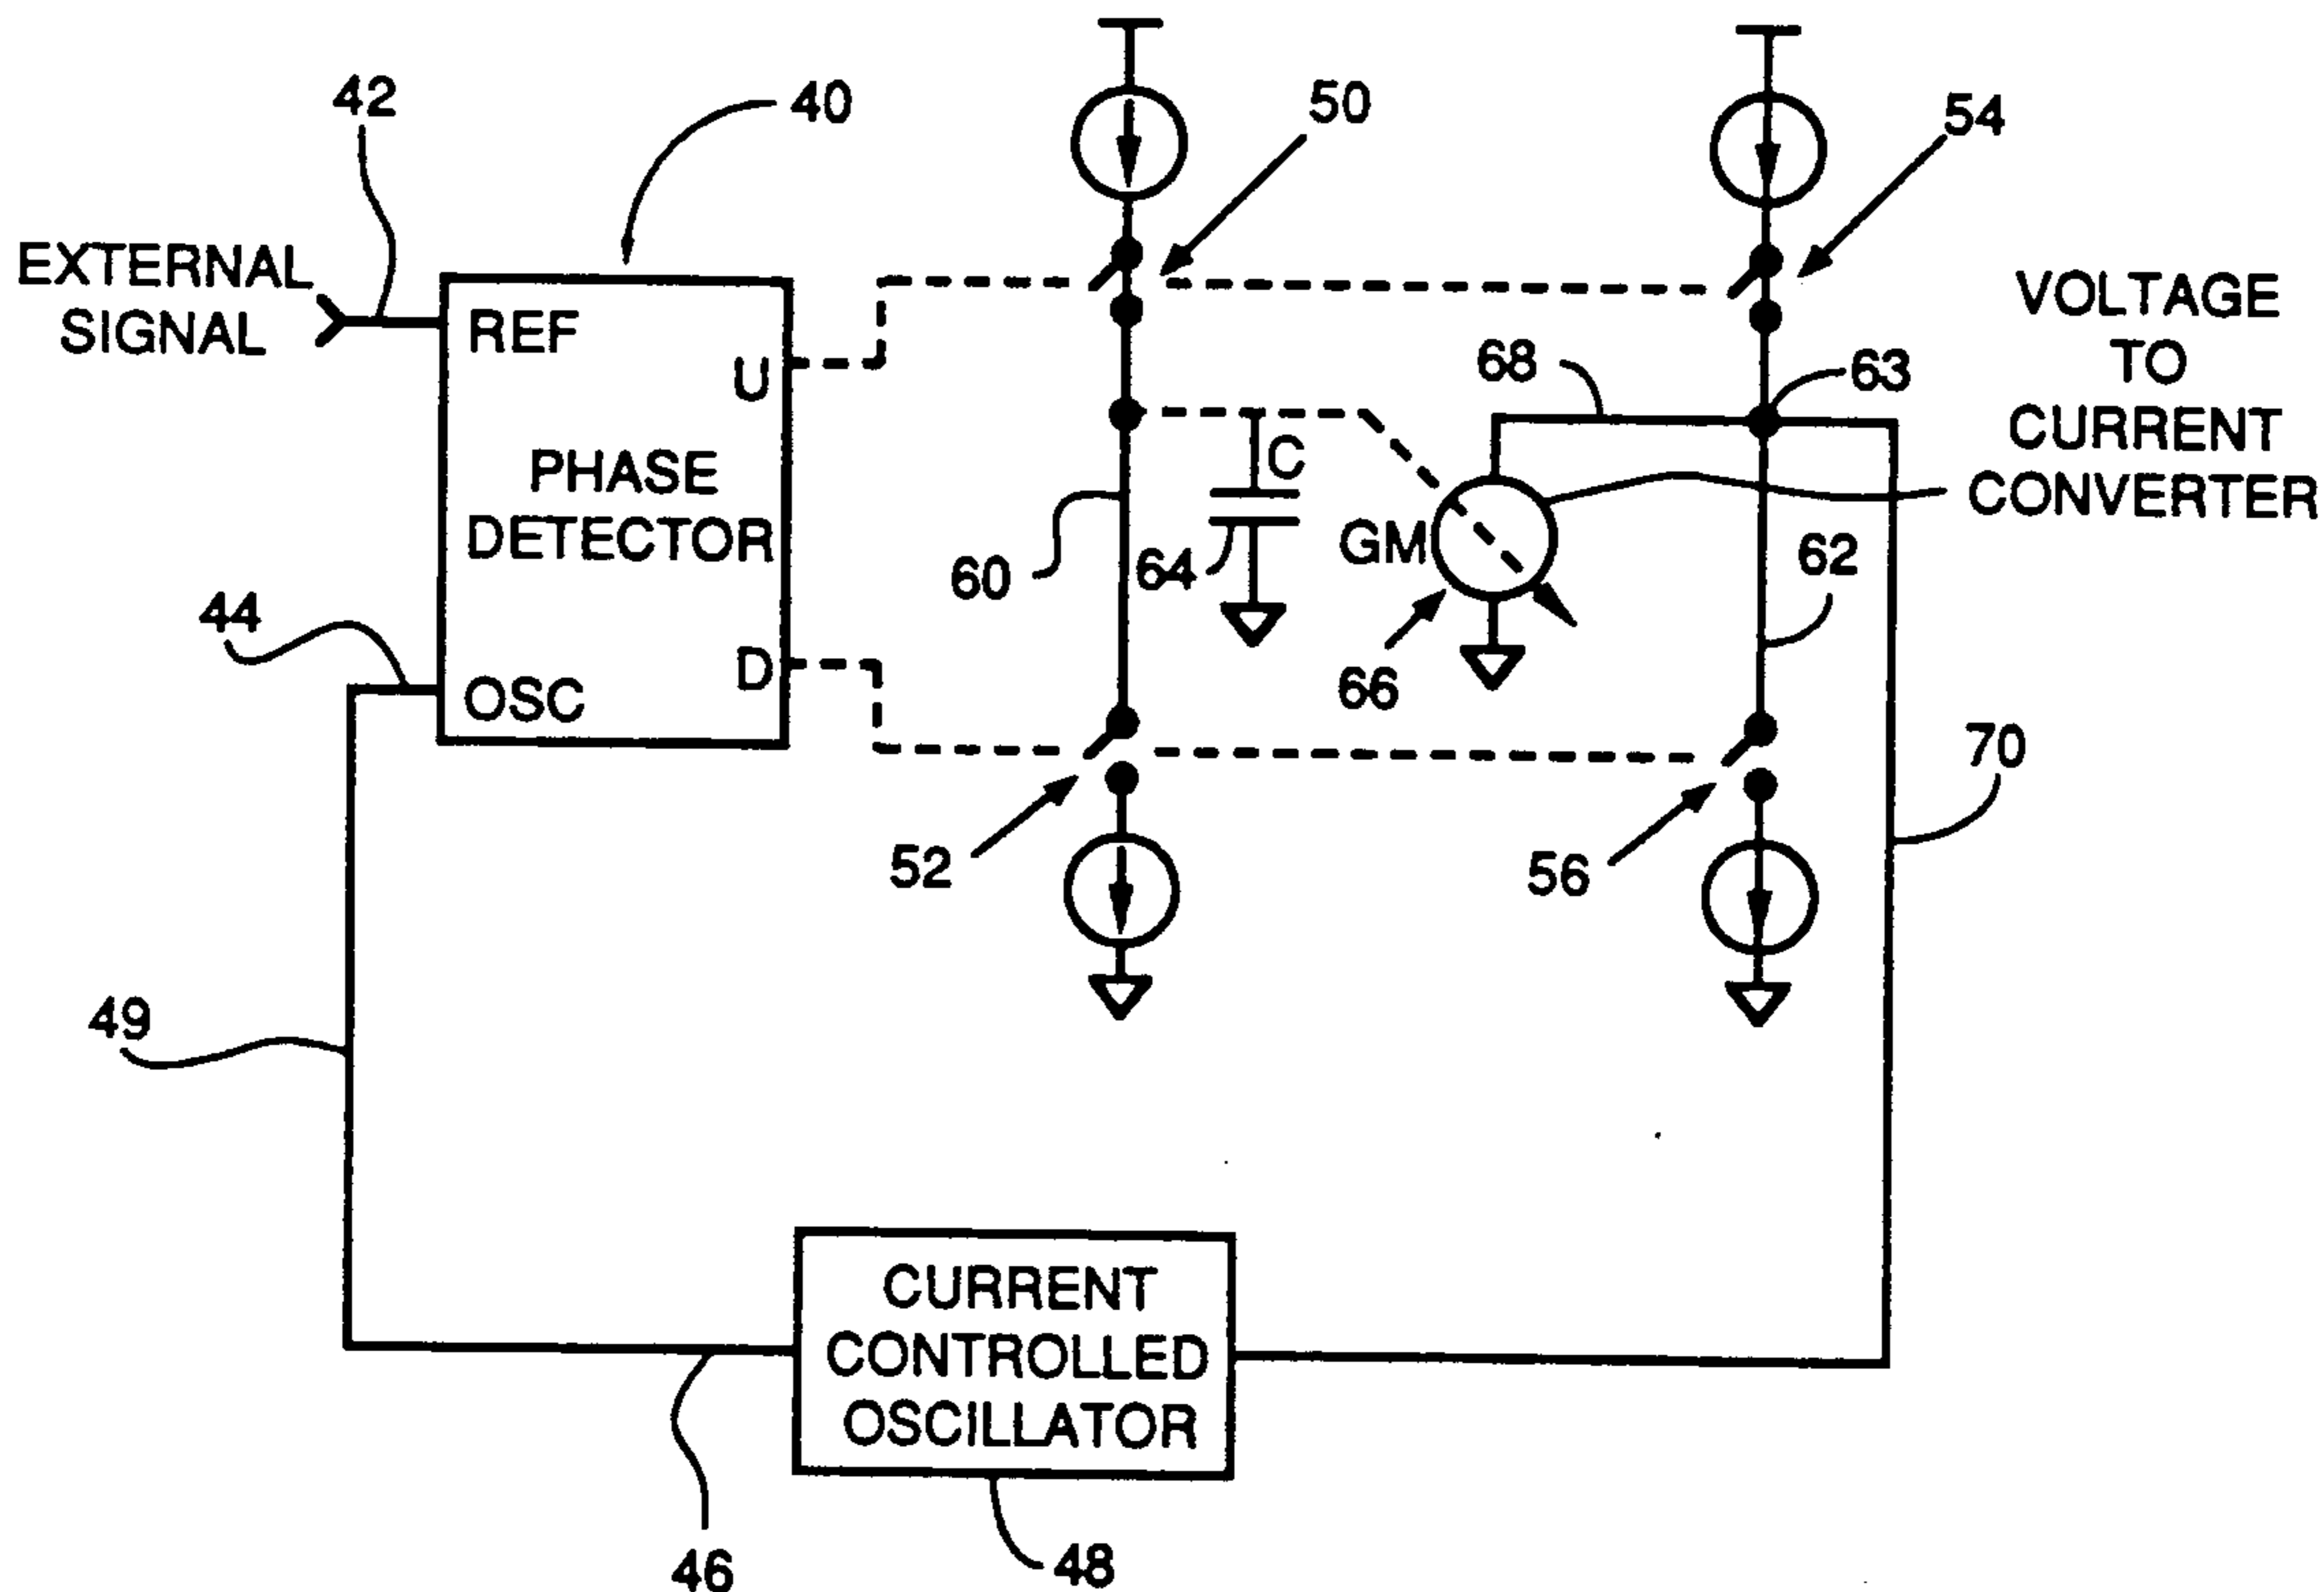 42
40
50
54
EXTERNAL
SIGNAL
REF
U
PHASE
DETECTOR
D
OSC
44
49
60
C
64
GM
66
68
63
62
VOLTAGE
TO
CURRENT
CONVERTER
52
56
70
CURRENT
CONTROLLED
OSCILLATOR
46
48